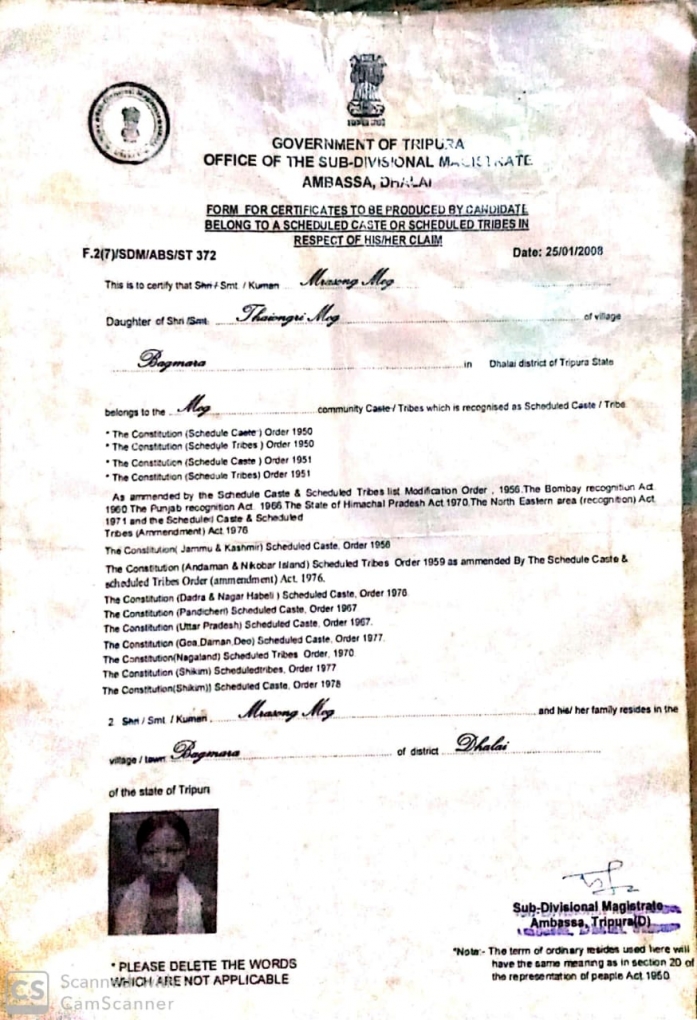 GOVERNMENT OF TRIPURA
OFFICE OF THE SUB-DIVISIONAL MAGISTRATE
AMBASSA, DHALAI
FORM FOR CERTIFICATES TO BE PRODUCED BY CANDIDATE
BELONG TO A SCHEDULED CASTE OR SCHEDULED TRIBES IN
RESPECT OF HIS/HER CLAIM
F.2(7)/SDM/ABS/ST 372 Date: 25/01/2008
This is to certify that Shri / Smt / Kumari Mrasong Mog
Daughter of Shri/Smt. Thaiongri Mog of village
Bagmara in Dhalai district of Tripura State
belongs to the Mog community Caste / Tribes which is recognised as Scheduled Caste / Tribe
* The Constitution (Schedule Caste ) Order 1950
* The Constitution (Schedule Tribes ) Order 1950
* The Constitution (Schedule Caste ) Order 1951
* The Constitution (Schedule Tribes) Order 1951
As ammended by the Schedule Caste & Scheduled Tribes list Modification Order , 1956.The Bombay recognition Act.
1960.The Punjab recognition Act. 1966.The State of Himachal Pradesh Act.1970.The North Eastern area (recognition) Act.
1971 and the Scheduled Caste & Scheduled
Tribes (Ammendment) Act.1976
The Constitution( Jammu & Kashmir) Scheduled Caste, Order 1956
The Constitution (Andaman & Nikobar Island) Scheduled Tribes Order 1959 as ammended By The Schedule Caste &
scheduled Tribes Order (ammendment) Act. 1976.
The Constitution (Dadra & Nagar Habeli ) Scheduled Caste, Order 1976
The Constitution (Pandicheri) Scheduled Caste, Order 1967
The Constitution (Uttar Pradesh) Scheduled Caste, Order 1967.
The Constitution (Goa,Daman,Deo) Scheduled Caste, Order 1977.
The Constitution(Nagaland) Scheduled Tribes Order, 1970
The Constitution (Shikim) Scheduledtribes, Order 1977
The Constitution(Shikim)) Scheduled Caste, Order 1978
2 Shri / Smt. / Kumari . Mrasong Mog and his/ her family resides in the
village / town Bagmara of district Dhalai
of the state of Tripuri
Sub-Divisional Magistrate
Ambassa, Tripura(D)
*Note:- The term of ordinary resides used here will
have the same meaning as in section 20 of
the representation of people Act 1950
* PLEASE DELETE THE WORDS
WHICH ARE NOT APPLICABLE
CS Scanned
CamScanner